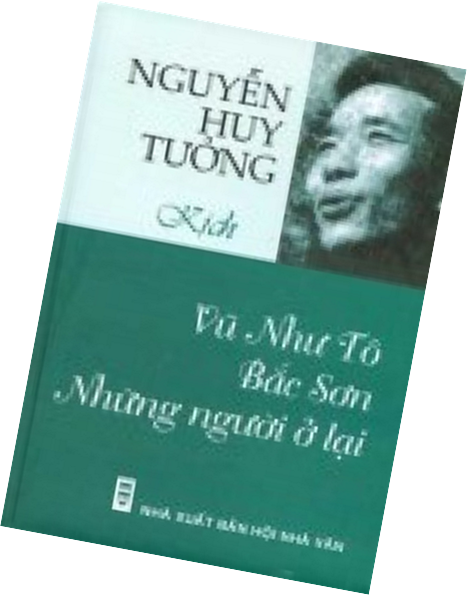 NGUYỄN
HUY
TƯỞNG
Kịch
Vũ Như Tô
Bắc Sơn
Những người ở lại
NHÀ XUẤT BẢN HỘI NHÀ VĂN